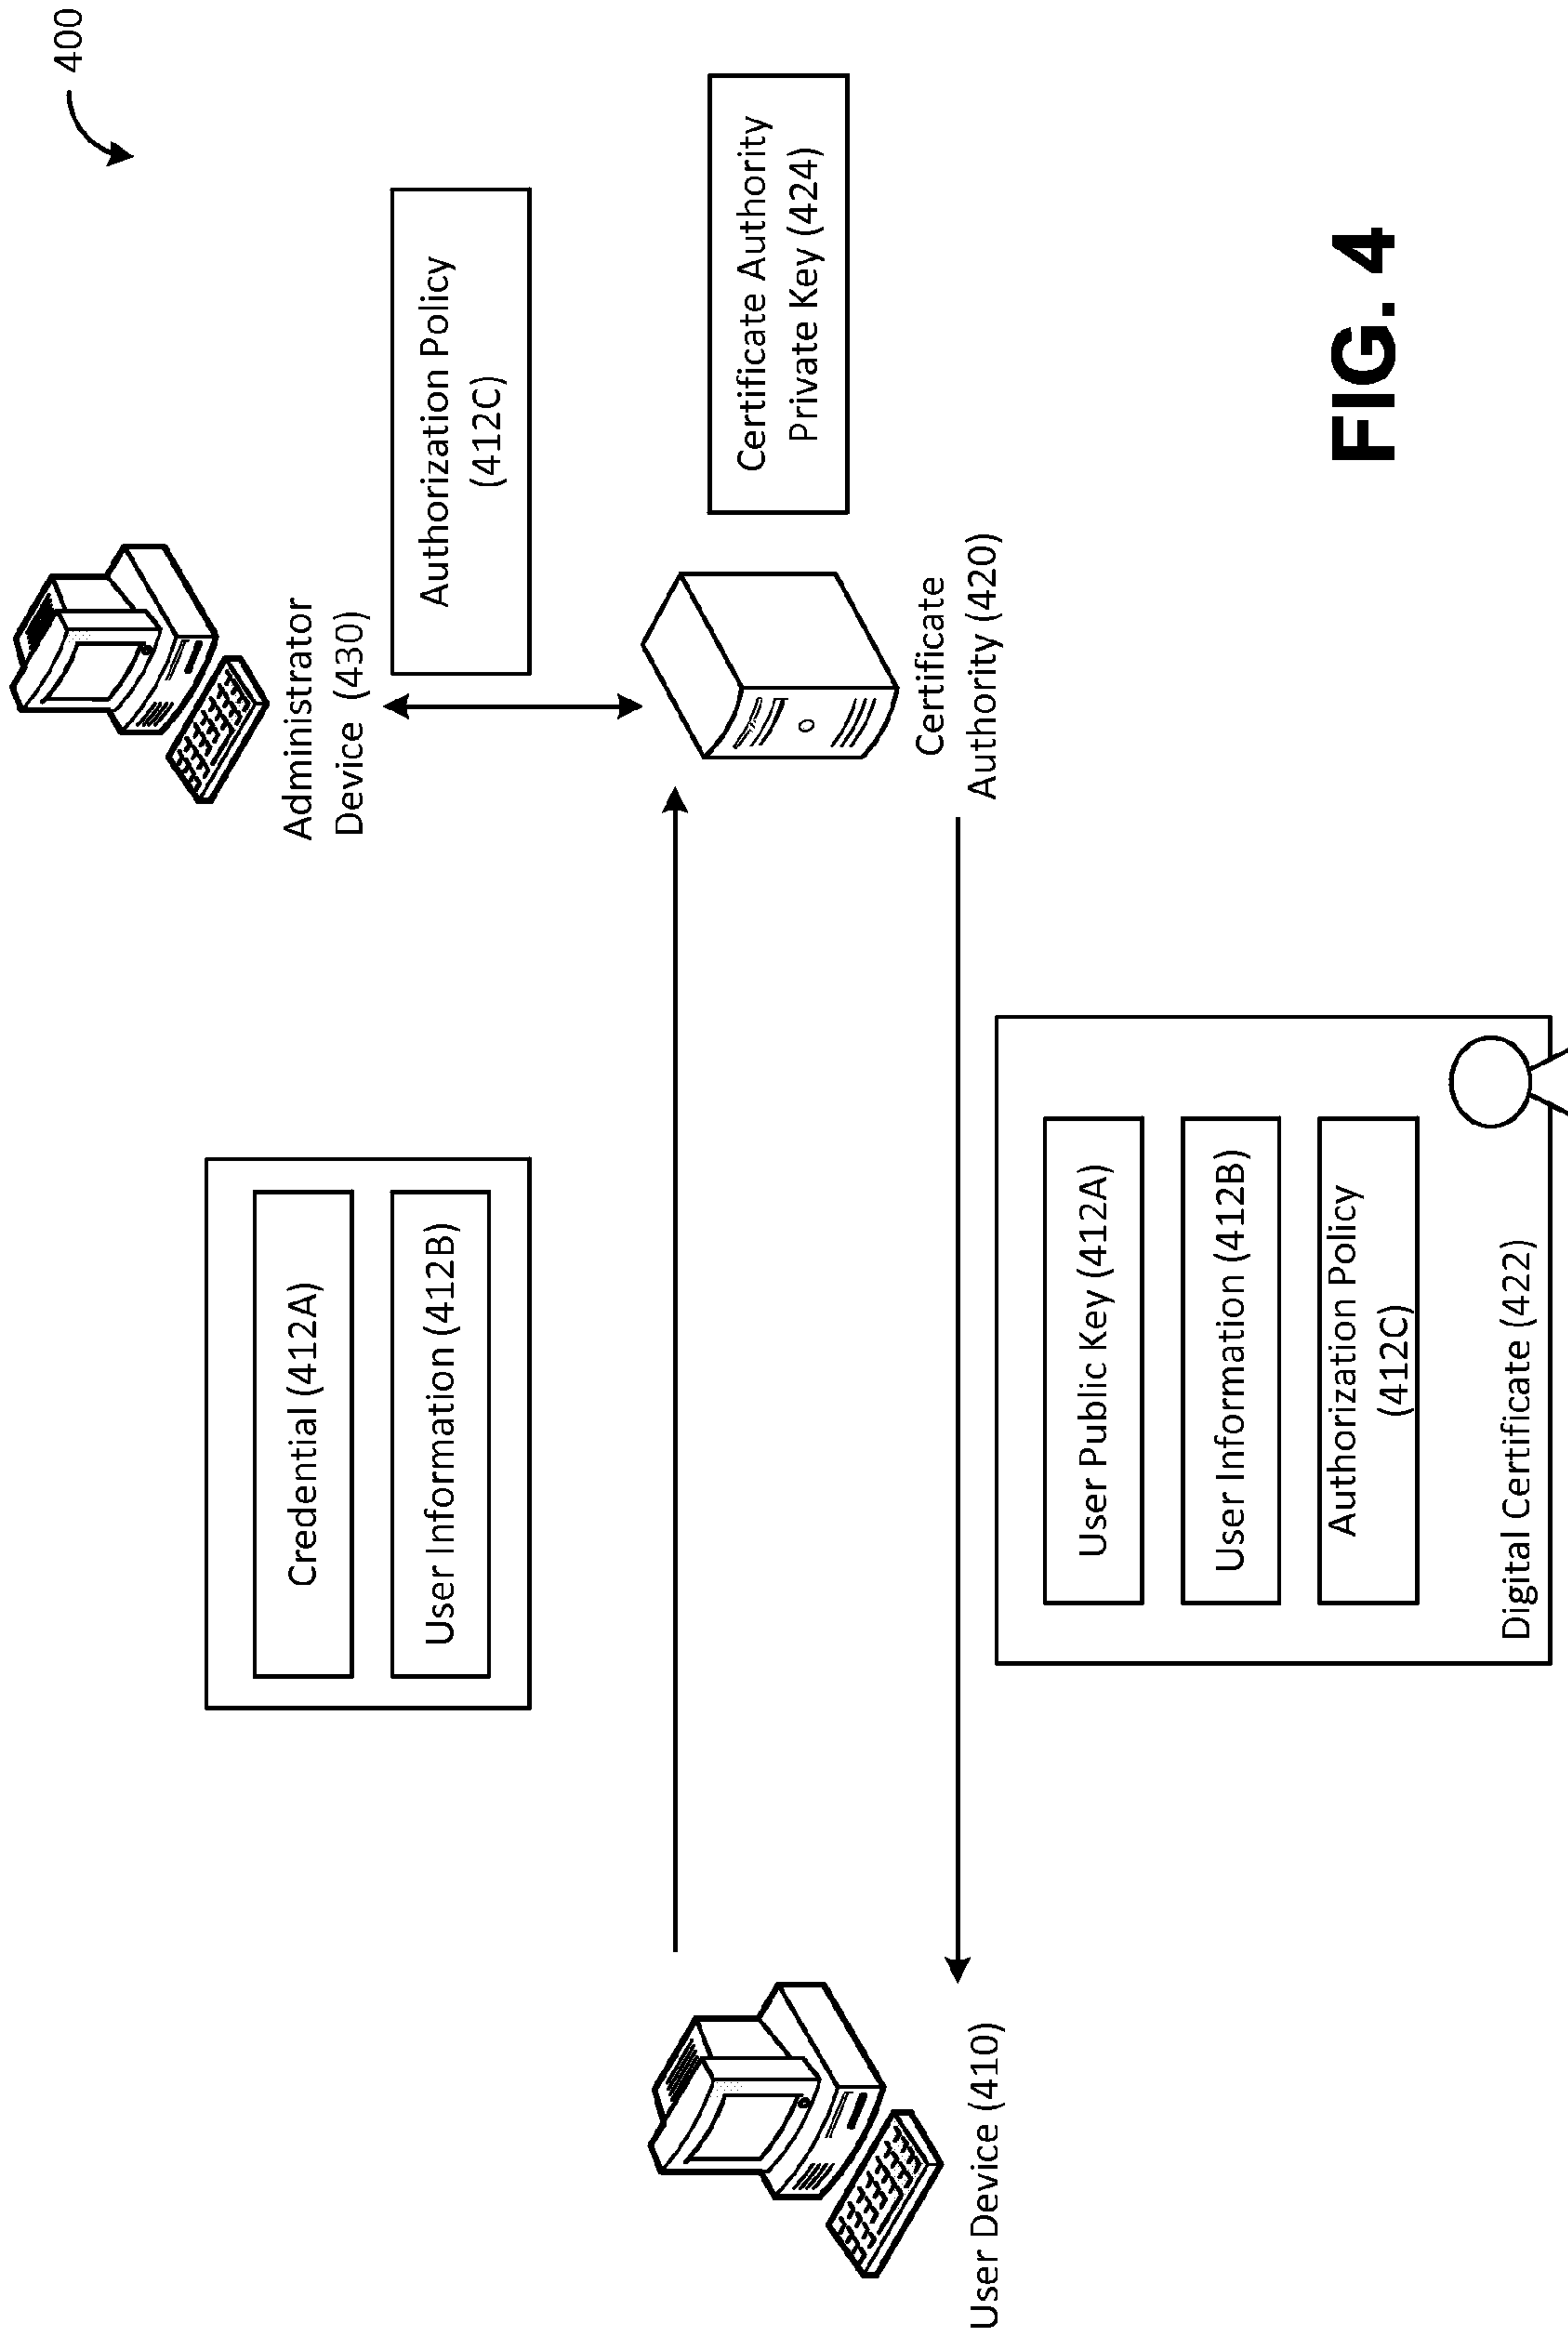 400
Administrator
Device (430)
Authorization Policy
(412C)
Credential (412A)
User Information (412B)
Certificate Authority
Private Key (424)
User Device (410)
Certificate
Authority (420)
User Public Key (412A)
User Information (412B)
Authorization Policy
(412C)
Digital Certificate (422)
FIG. 4